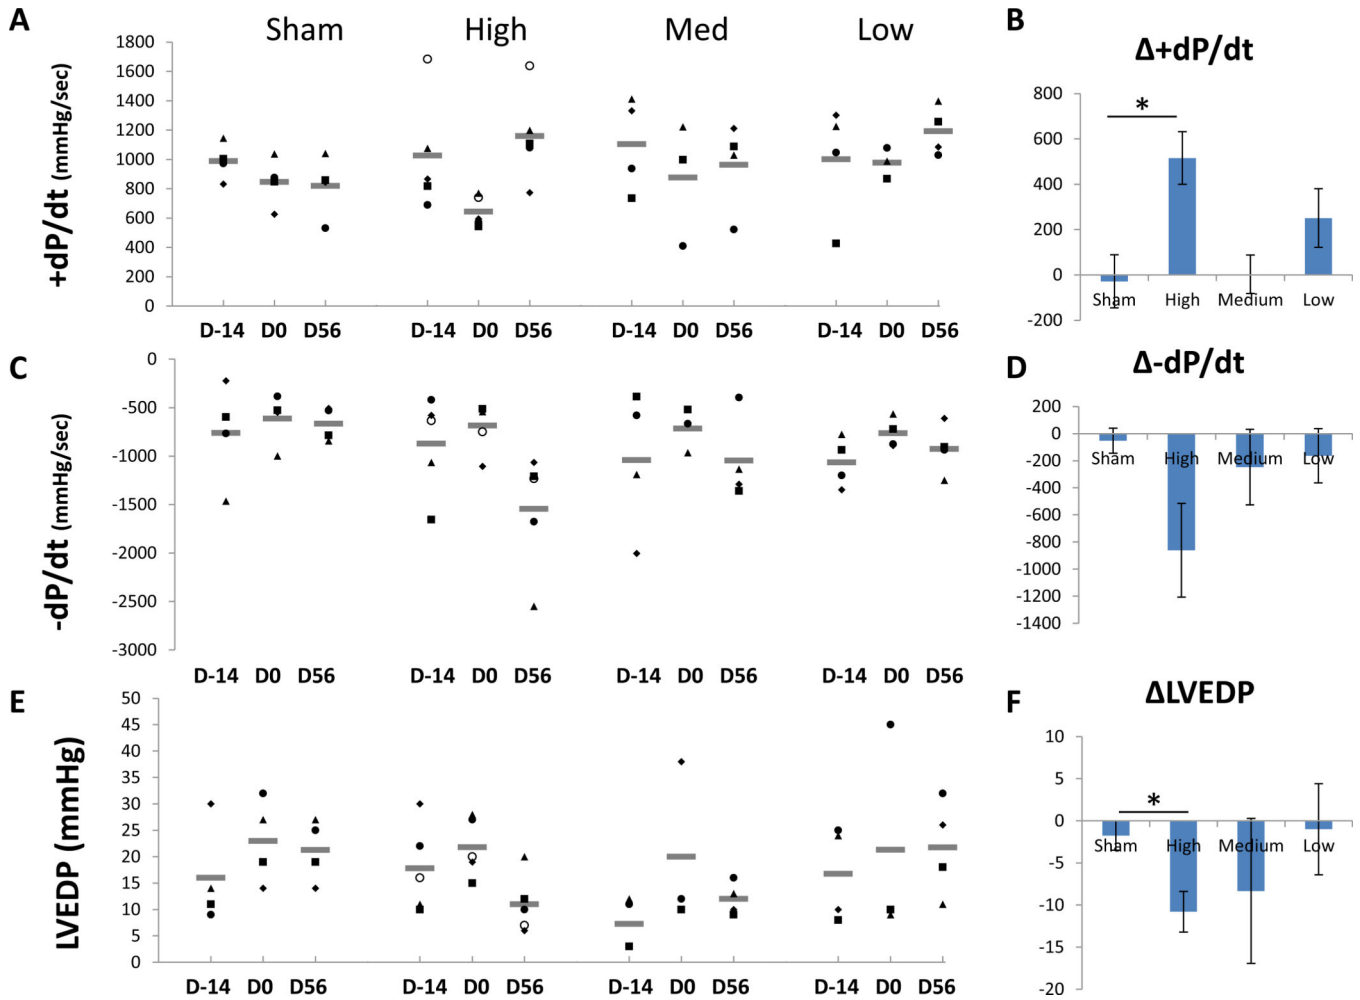 A
Sham
High
Med
Low
+dP/dt (mmHg/sec)
1800
1600
1400
1200
1000
800
600
400
200
0
D-14 D0 D56
D-14 D0 D56
D-14 D0 D56
D-14 D0 D56
B
Δ+dP/dt
800
600
400
200
0
-200
*
Sham
High
Medium
Low
C
-dP/dt (mmHg/sec)
0
-500
-1000
-1500
-2000
-2500
-3000
D-14 D0 D56
D-14 D0 D56
D-14 D0 D56
D-14 D0 D56
D
Δ-dP/dt
200
0
-200
-400
-600
-800
-1000
-1200
-1400
Sham
High
Medium
Low
E
LVEDP (mmHg)
50
45
40
35
30
25
20
15
10
5
0
D-14 D0 D56
D-14 D0 D56
D-14 D0 D56
D-14 D0 D56
F
ΔLVEDP
10
5
0
-5
-10
-15
-20
*
Sham
High
Medium
Low